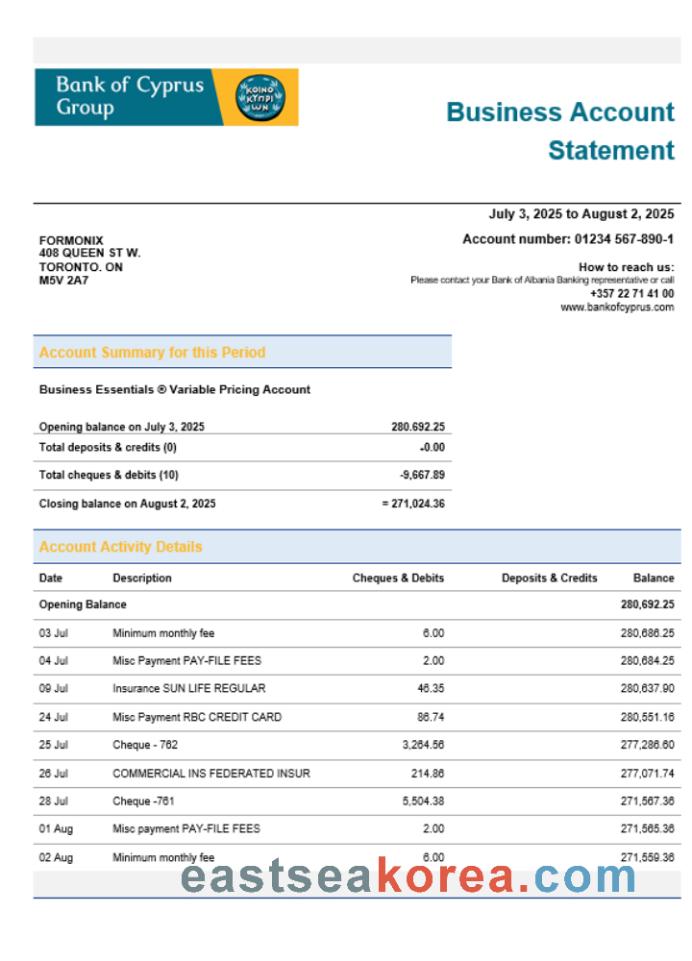 Bank of Cyprus
Group
ΚΟΙΝΟ
ΚΥΠΡΙ
ΩΝ
Business Account
Statement
July 3, 2025 to August 2, 2025
Account number: 01234 567-890-1
FORMONIX
408 QUEEN ST W.
TORONTO. ON
M5V 2A7
How to reach us:
Please contact your Bank of Albania Banking representative or call
+357 22 71 41 00
www.bankofcyprus.com
Account Summary for this Period
Business Essentials ® Variable Pricing Account
Opening balance on July 3, 2025 280.692.25
Total deposits & credits (0) -0.00
Total cheques & debits (10) -9,667.89
Closing balance on August 2, 2025 = 271,024.36
Account Activity Details
Date Description Cheques & Debits Deposits & Credits Balance
Opening Balance 280,692.25
03 Jul Minimum monthly fee 6.00 280,686.25
04 Jul Misc Payment PAY-FILE FEES 2.00 280,684.25
09 Jul Insurance SUN LIFE REGULAR 46.35 280,637.90
24 Jul Misc Payment RBC CREDIT CARD 86.74 280,551.16
25 Jul Cheque - 762 3,264.56 277,286.60
26 Jul COMMERCIAL INS FEDERATED INSUR 214.86 277,071.74
28 Jul Cheque -761 5,504.38 271,567.36
01 Aug Misc payment PAY-FILE FEES 2.00 271,565.36
02 Aug Minimum monthly fee 6.00 271,559.36
eastseakorea.com